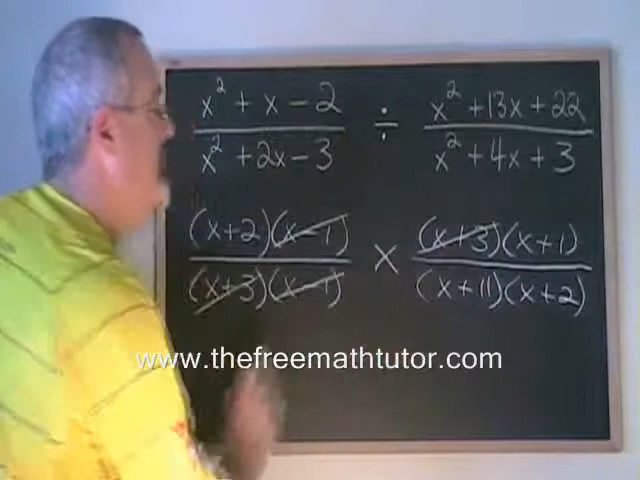 x² + x − 2 ÷ x² + 13x + 22
x² + 2x − 3 x² + 4x + 3
(x+2)(x−1) × (x+3)(x+1)
(x+3)(x−1) (x+11)(x+2)
www.thefreemathtutor.com